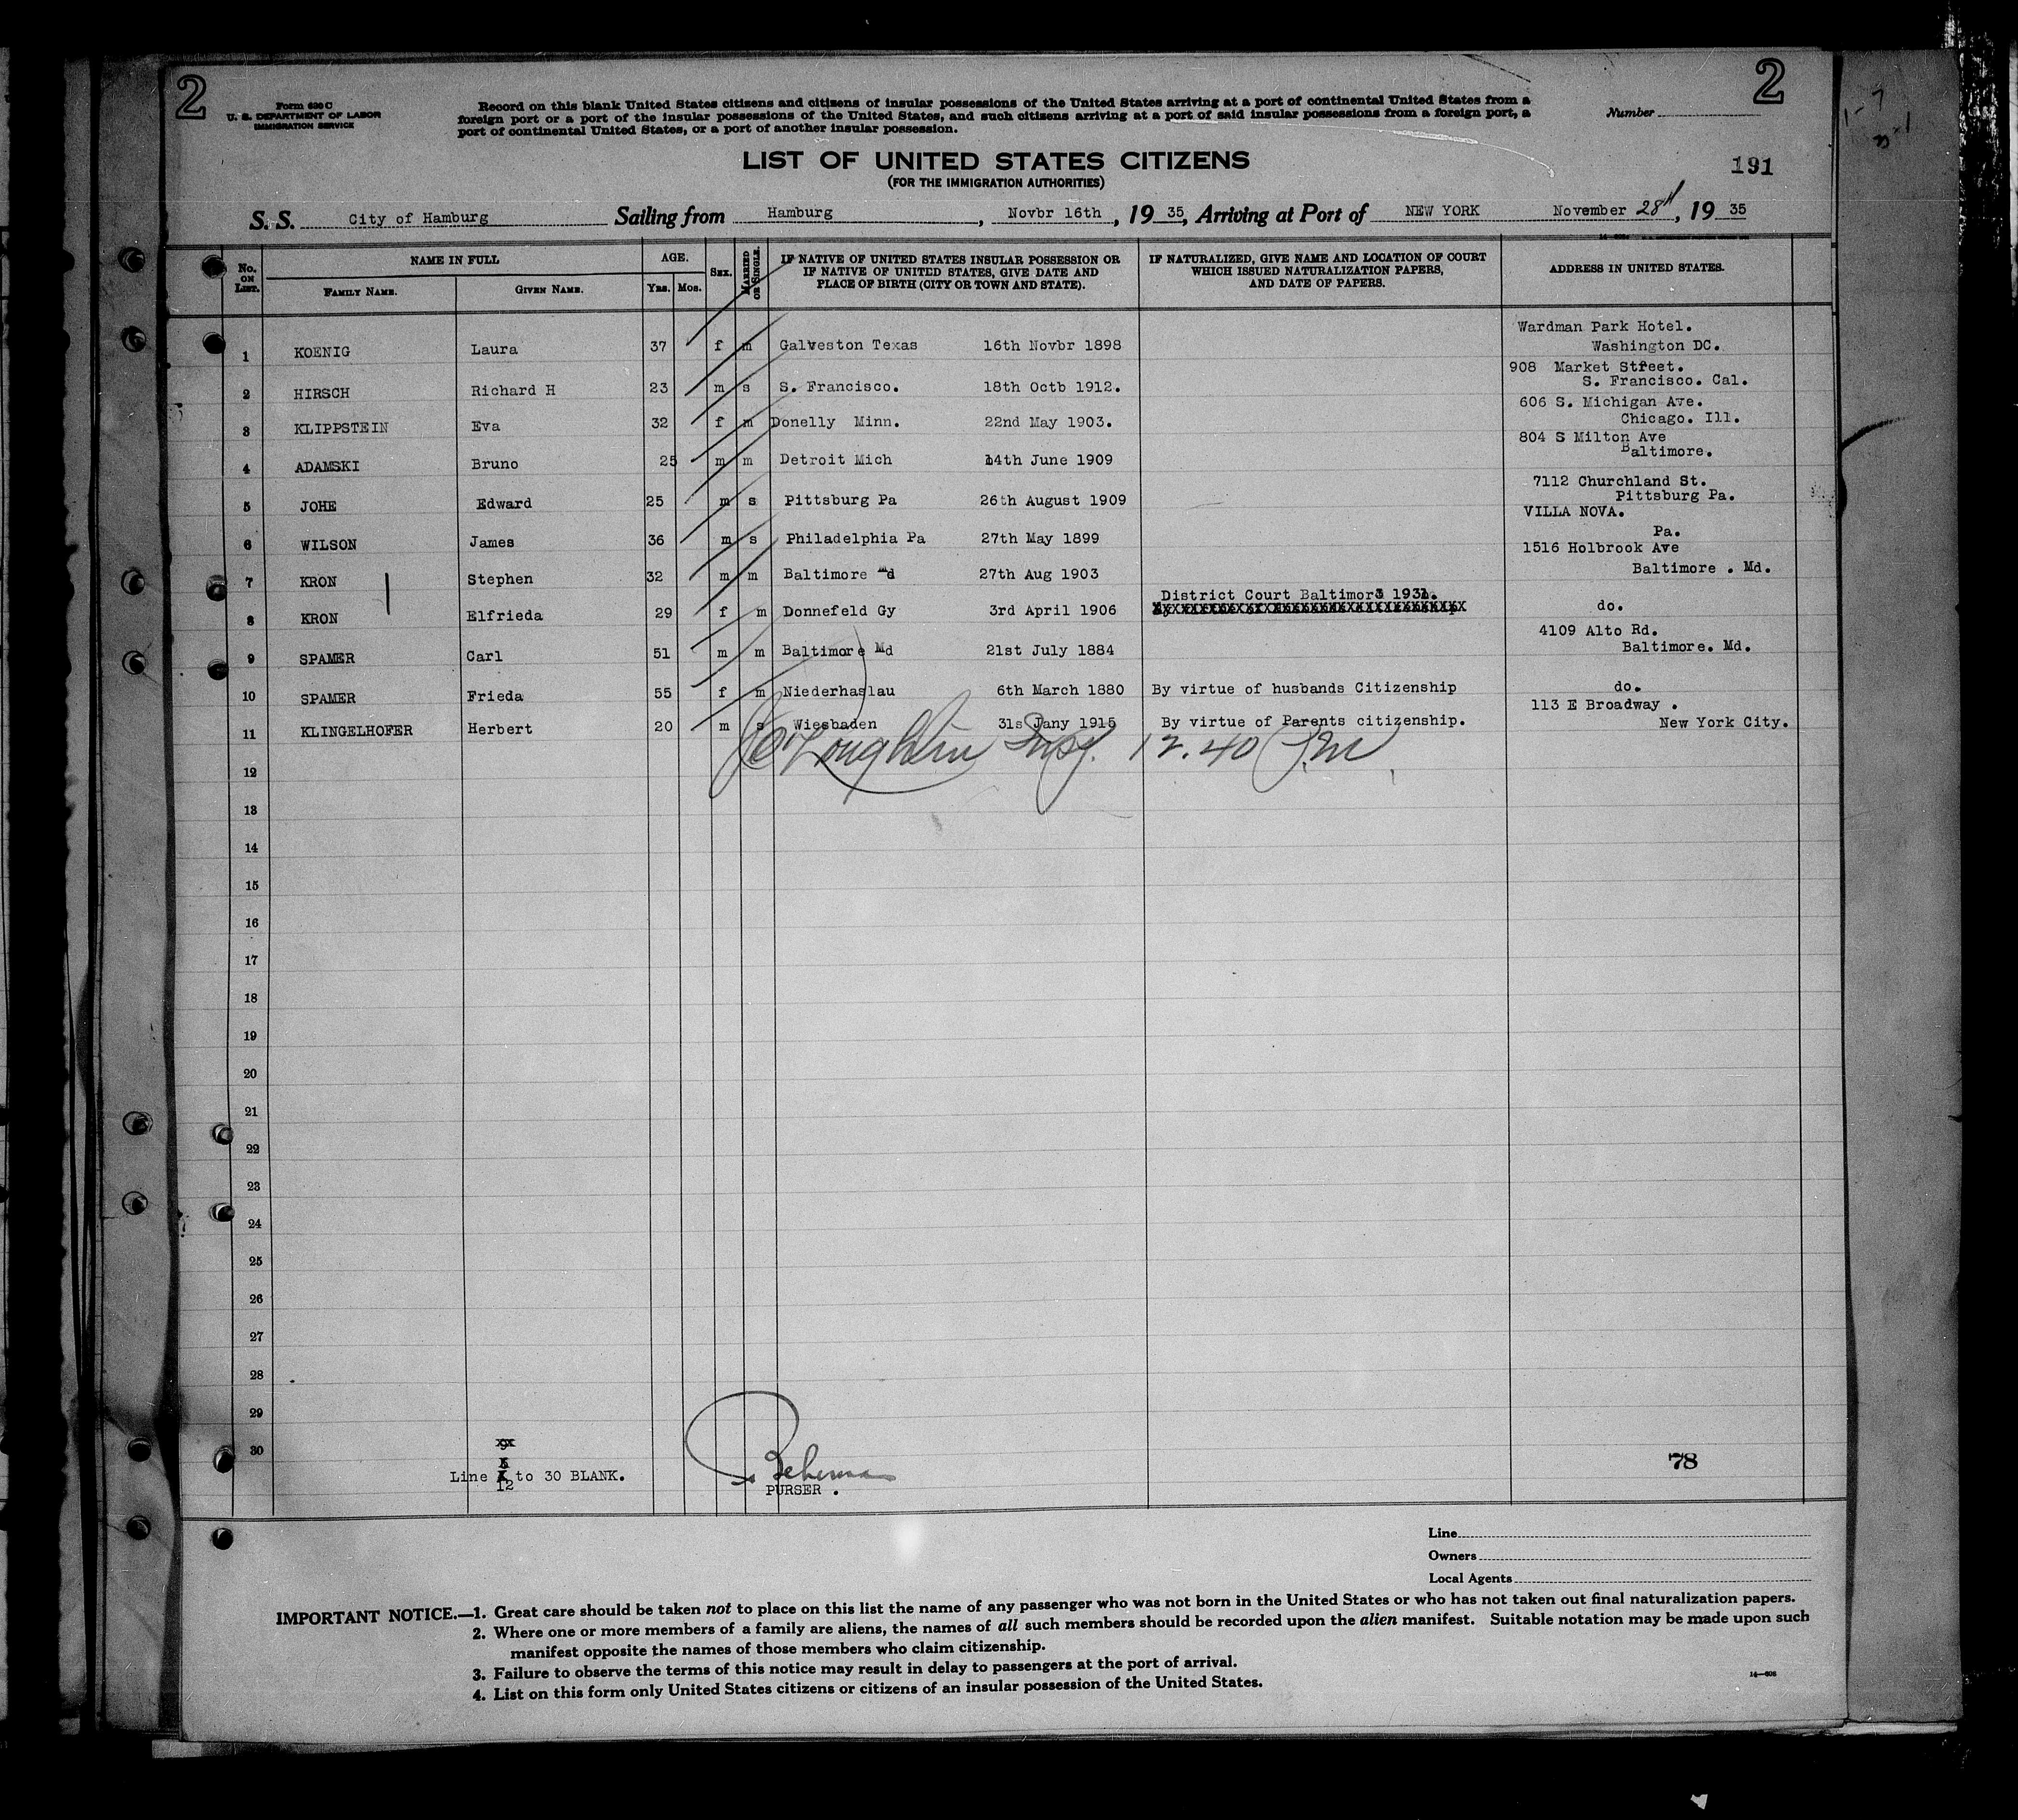 2
2
Form 630 C
U. S. DEPARTMENT OF LABOR
IMMIGRATION SERVICE
Record on this blank United States citizens and citizens of insular possessions of the United States arriving at a port of continental United States from a
foreign port or a port of the insular possessions of the United States, and such citizens arriving at a port of said insular possessions from a foreign port, a
port of continental United States, or a port of another insular possession.
Number
LIST OF UNITED STATES CITIZENS
(FOR THE IMMIGRATION AUTHORITIES)
191
S. S. City of Hamburg Sailing from Hamburg, Novbr 16th, 19 35, Arriving at Port of NEW YORK November 28th, 19 35
No. ON LIST. NAME IN FULL AGE. SEX. MARRIED OR SINGLE. IF NATIVE OF UNITED STATES INSULAR POSSESSION OR IF NATIVE OF UNITED STATES, GIVE DATE AND PLACE OF BIRTH (CITY OR TOWN AND STATE). IF NATURALIZED, GIVE NAME AND LOCATION OF COURT WHICH ISSUED NATURALIZATION PAPERS, AND DATE OF PAPERS. ADDRESS IN UNITED STATES.
FAMILY NAME. GIVEN NAME. YRS. MOS.
Wardman Park Hotel.
1 KOENIG Laura 37 f m Galveston Texas 16th Novbr 1898 Washington DC.
908 Market Street.
2 HIRSCH Richard H 23 m s S. Francisco. 18th Octb 1912. S. Francisco. Cal.
606 S. Michigan Ave.
3 KLIPPSTEIN Eva 32 f m Donelly Minn. 22nd May 1903. Chicago. Ill.
804 S Milton Ave
4 ADAMSKI Bruno 25 m m Detroit Mich 14th June 1909 Baltimore.
7112 Churchland St.
5 JOHE Edward 25 m s Pittsburg Pa 26th August 1909 Pittsburg Pa.
VILLA NOVA.
6 WILSON James 36 m s Philadelphia Pa 27th May 1899 Pa.
1516 Holbrook Ave
7 KRON Stephen 32 m m Baltimore Md 27th Aug 1903 Baltimore . Md.
District Court Baltimore 1931.
8 KRON Elfrieda 29 f m Donnefeld Gy 3rd April 1906 do.
4109 Alto Rd.
9 SPAMER Carl 51 m m Baltimore Md 21st July 1884 Baltimore. Md.
10 SPAMER Frieda 55 f m Niederhaslau 6th March 1880 By virtue of husbands Citizenship do.
113 E Broadway .
11 KLINGELHOFER Herbert 20 m s Wiesbaden 31s Jany 1915 By virtue of Parents citizenship. New York City.
O'Loughlin Insp. 12.40 P.M
12
13
14
15
16
17
18
19
20
21
22
23
24
25
26
27
28
29
30
Line 12 to 30 BLANK.
PURSER .
78
Line
Owners
Local Agents
IMPORTANT NOTICE.—1. Great care should be taken not to place on this list the name of any passenger who was not born in the United States or who has not taken out final naturalization papers.
2. Where one or more members of a family are aliens, the names of all such members should be recorded upon the alien manifest. Suitable notation may be made upon such
manifest opposite the names of those members who claim citizenship.
3. Failure to observe the terms of this notice may result in delay to passengers at the port of arrival.
4. List on this form only United States citizens or citizens of an insular possession of the United States.
14—606